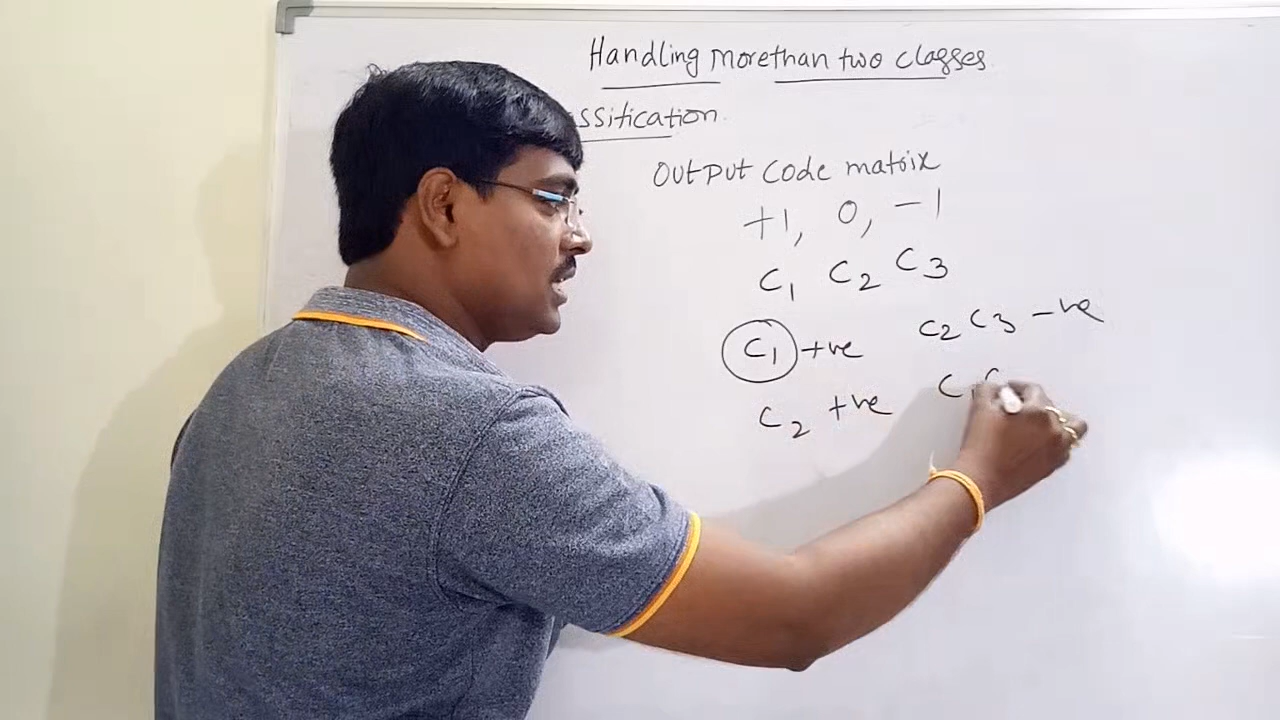 Handling morethan two classes
ssification
Output Code matrix
+1, 0, -1
C1 C2 C3
C1 +ve C2 C3 -ve
C2 +ve C1 C